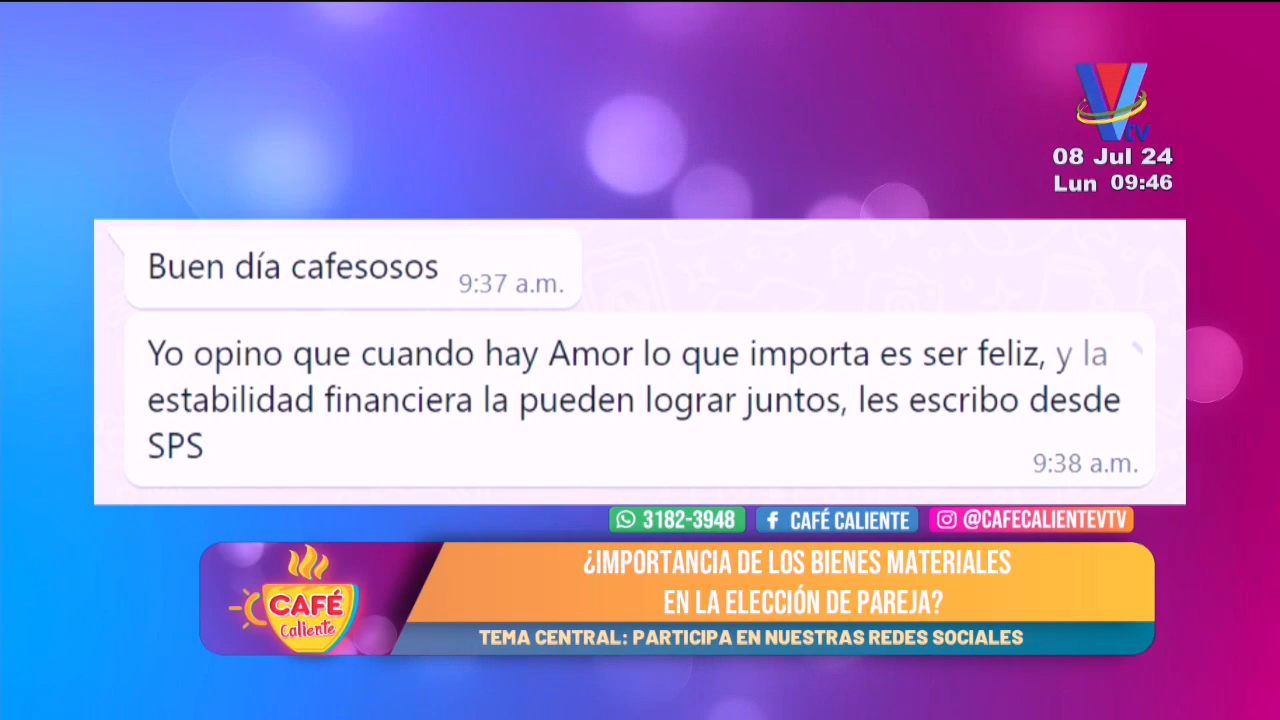 Vtv
08 Jul 24
Lun 09:46
Buen día cafesosos 9:37 a.m.
Yo opino que cuando hay Amor lo que importa es ser feliz, y la
estabilidad financiera la pueden lograr juntos, les escribo desde
SPS
9:38 a.m.
3182-3948 CAFÉ CALIENTE @CAFECALIENTEVTV
CAFÉ
Caliente
¿IMPORTANCIA DE LOS BIENES MATERIALES
EN LA ELECCIÓN DE PAREJA?
TEMA CENTRAL: PARTICIPA EN NUESTRAS REDES SOCIALES